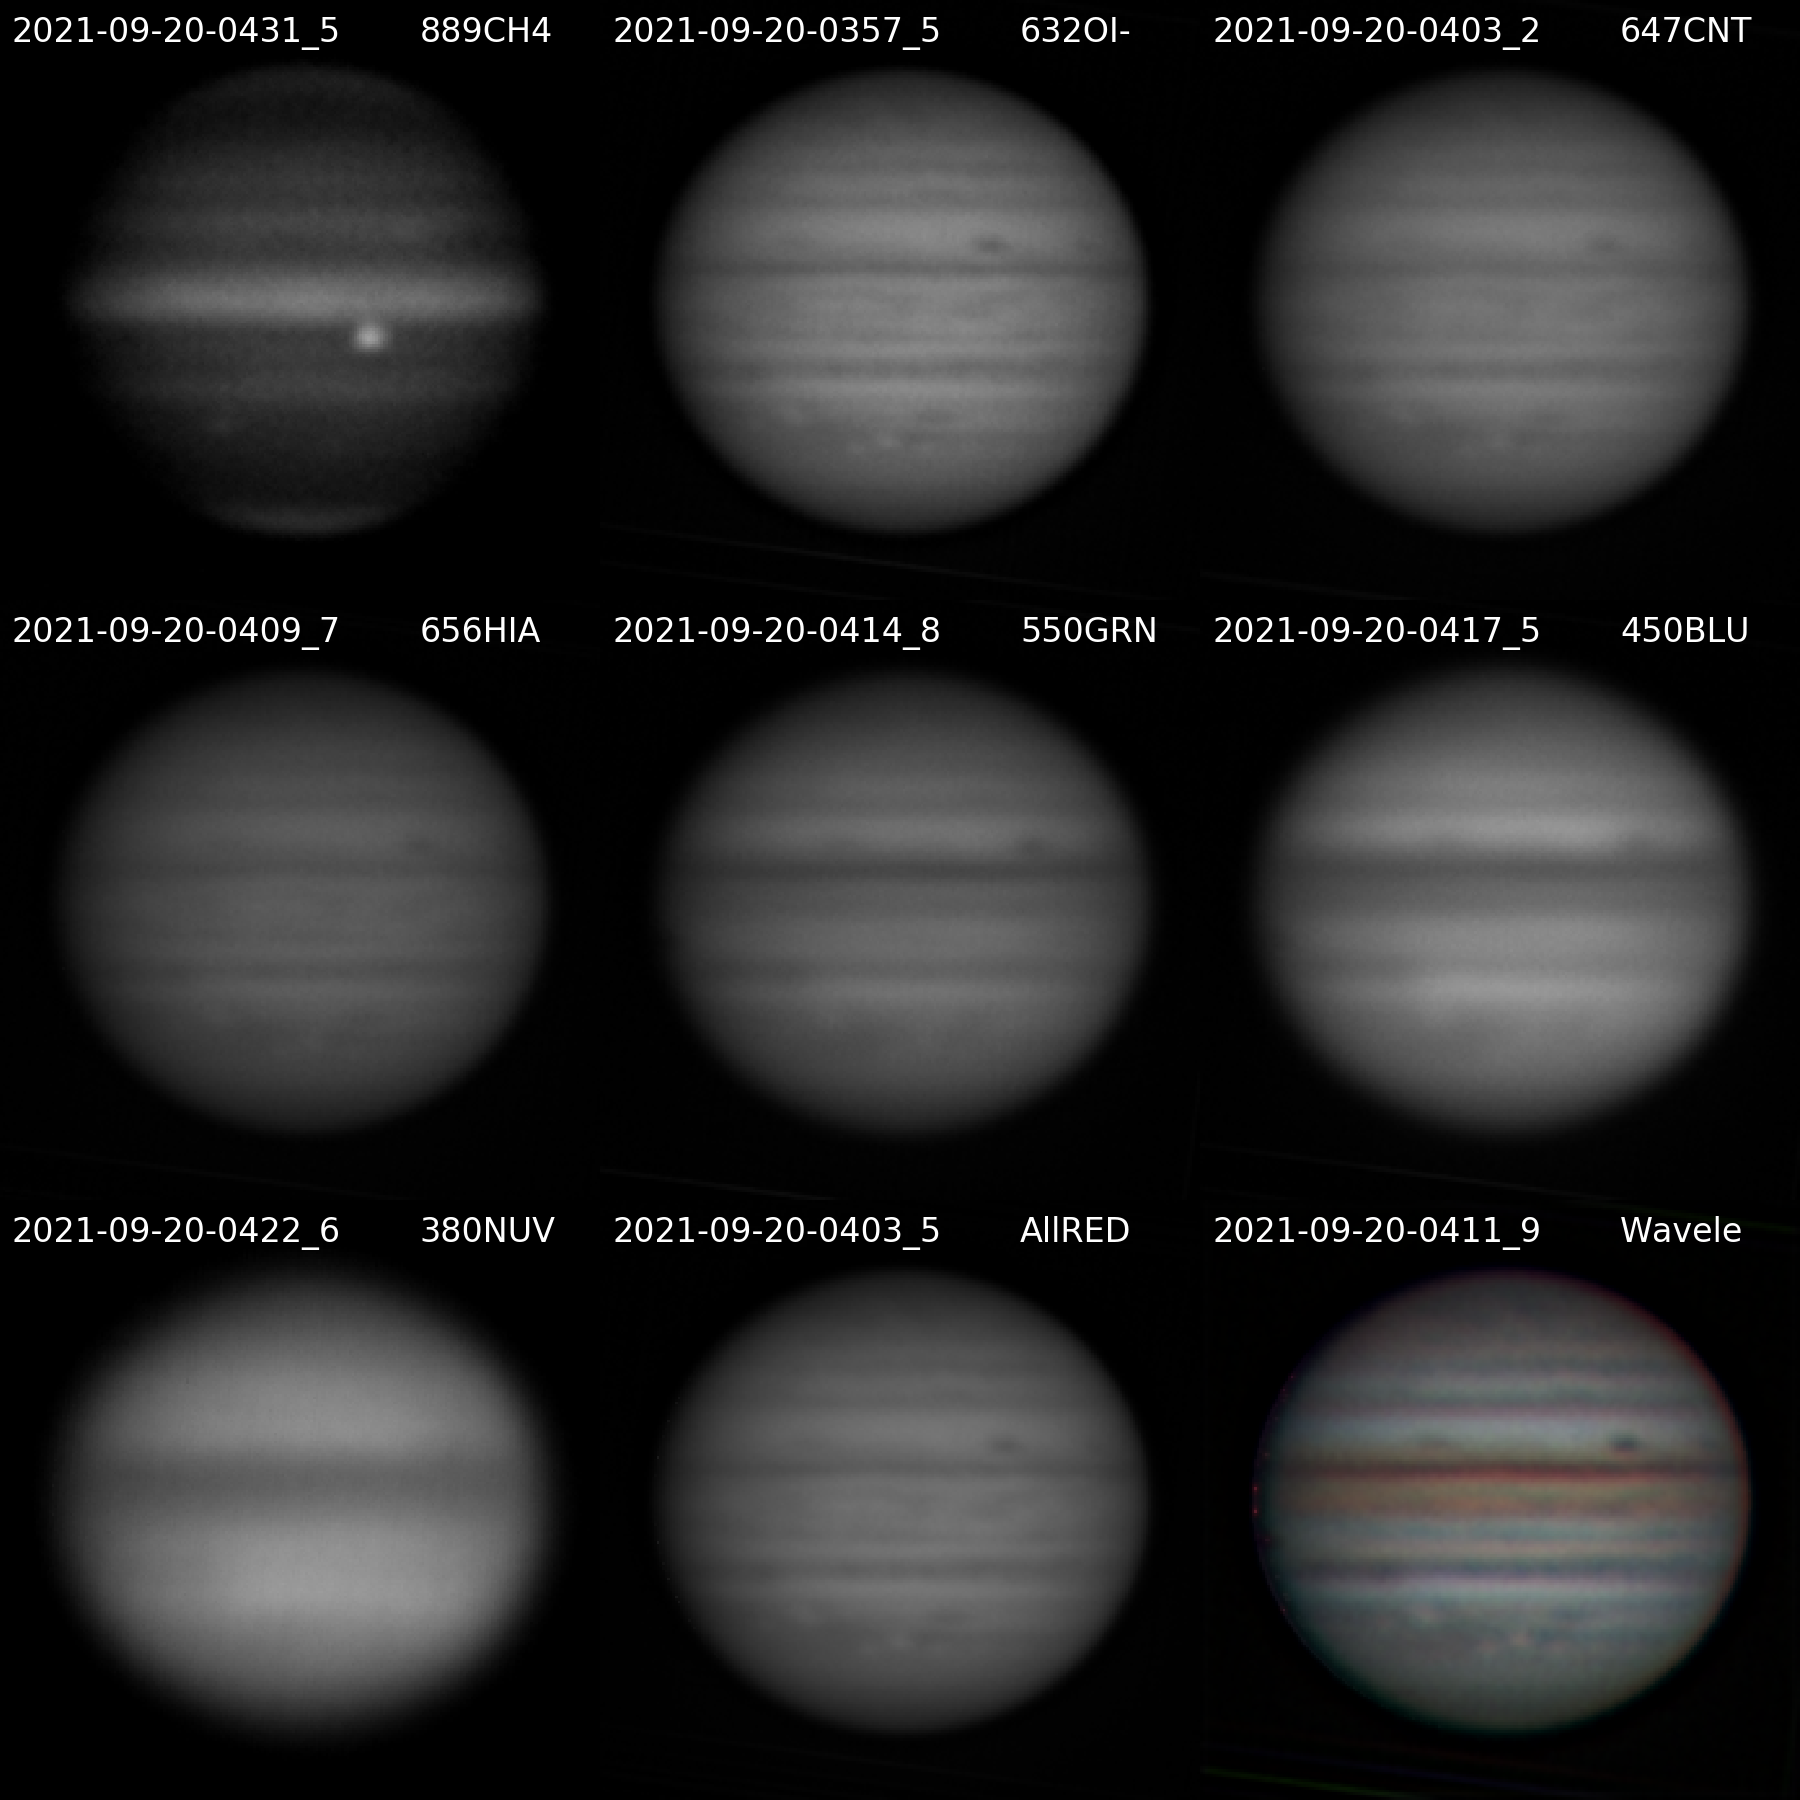 2021-09-20-0431_5 889CH4 2021-09-20-0357_5 632OI- 2021-09-20-0403_2 647CNT
2021-09-20-0409_7 656HIA 2021-09-20-0414_8 550GRN 2021-09-20-0417_5 450BLU
2021-09-20-0422_6 380NUV 2021-09-20-0403_5 AllRED 2021-09-20-0411_9 Wavele